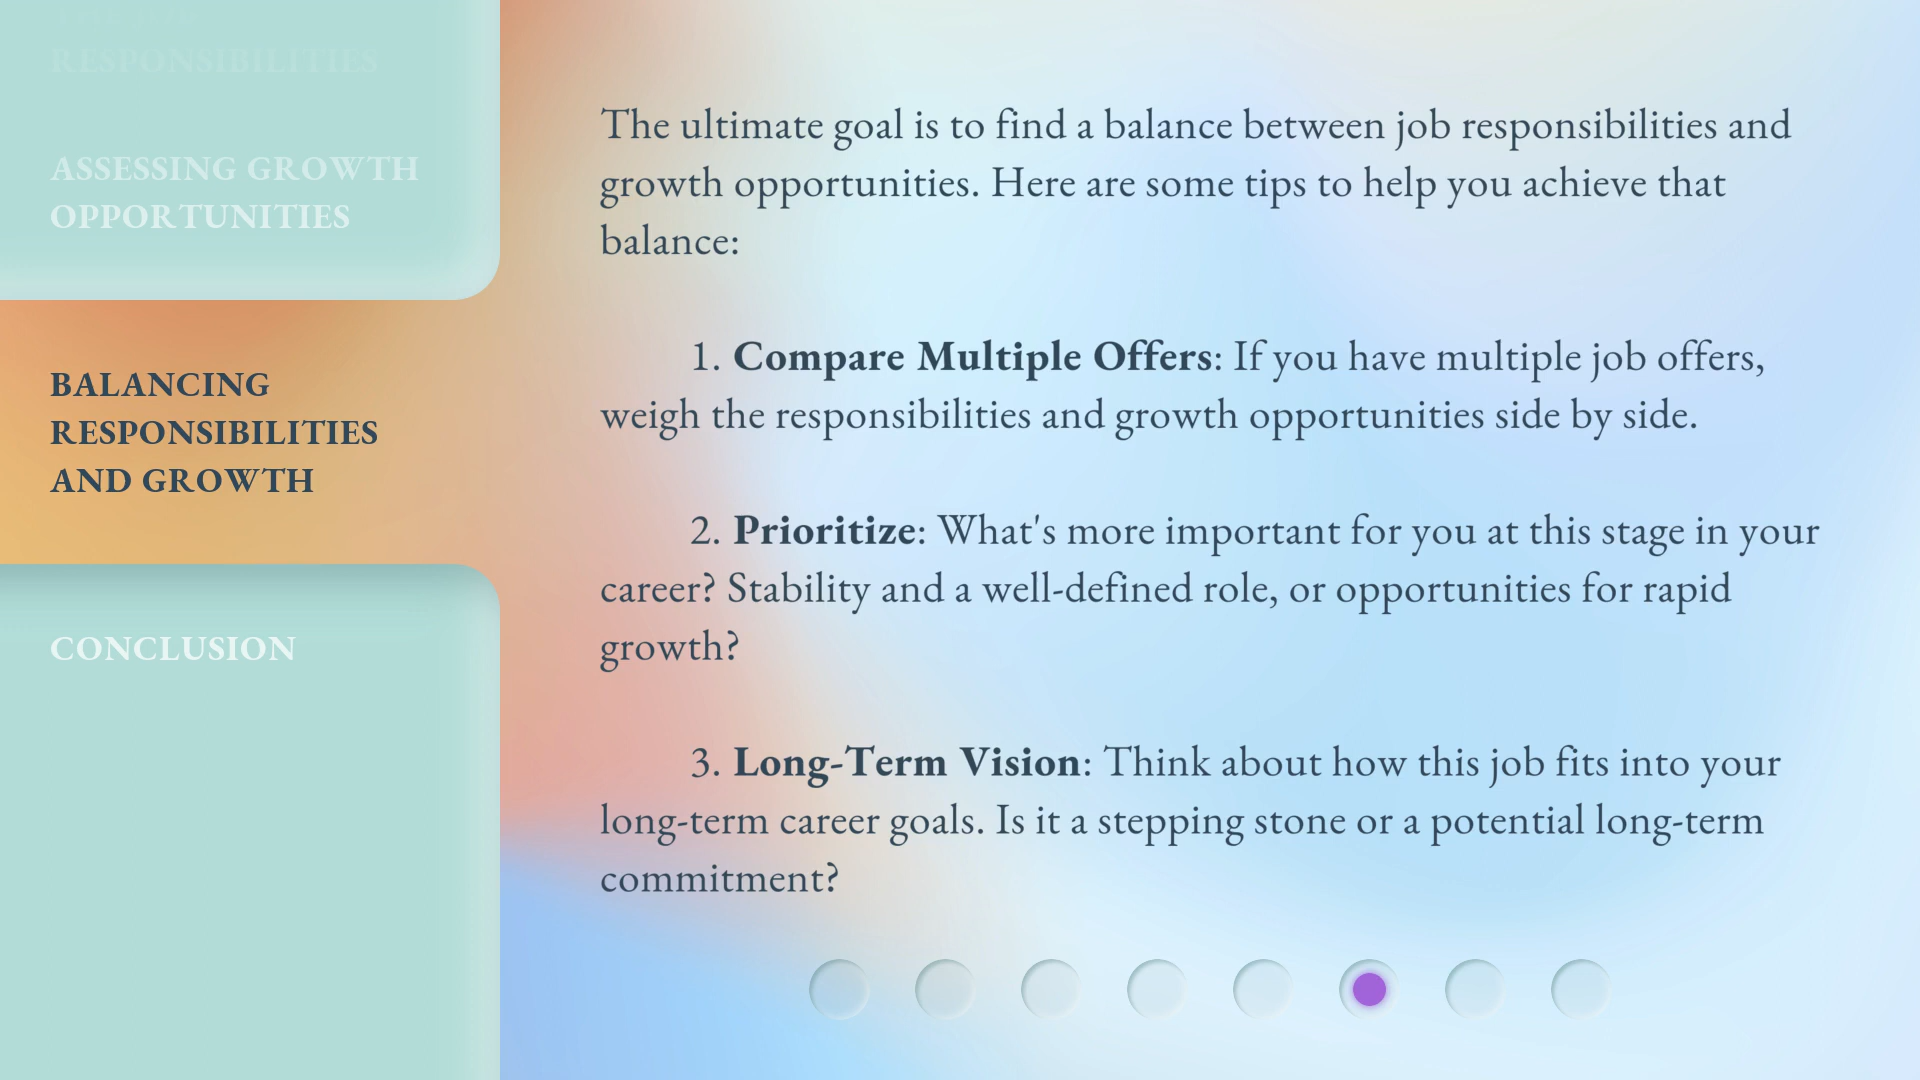 RESPONSIBILITIES
ASSESSING GROWTH
OPPORTUNITIES
BALANCING
RESPONSIBILITIES
AND GROWTH
CONCLUSION
The ultimate goal is to find a balance between job responsibilities and
growth opportunities. Here are some tips to help you achieve that
balance:
1. Compare Multiple Offers: If you have multiple job offers,
weigh the responsibilities and growth opportunities side by side.
2. Prioritize: What's more important for you at this stage in your
career? Stability and a well-defined role, or opportunities for rapid
growth?
3. Long-Term Vision: Think about how this job fits into your
long-term career goals. Is it a stepping stone or a potential long-term
commitment?